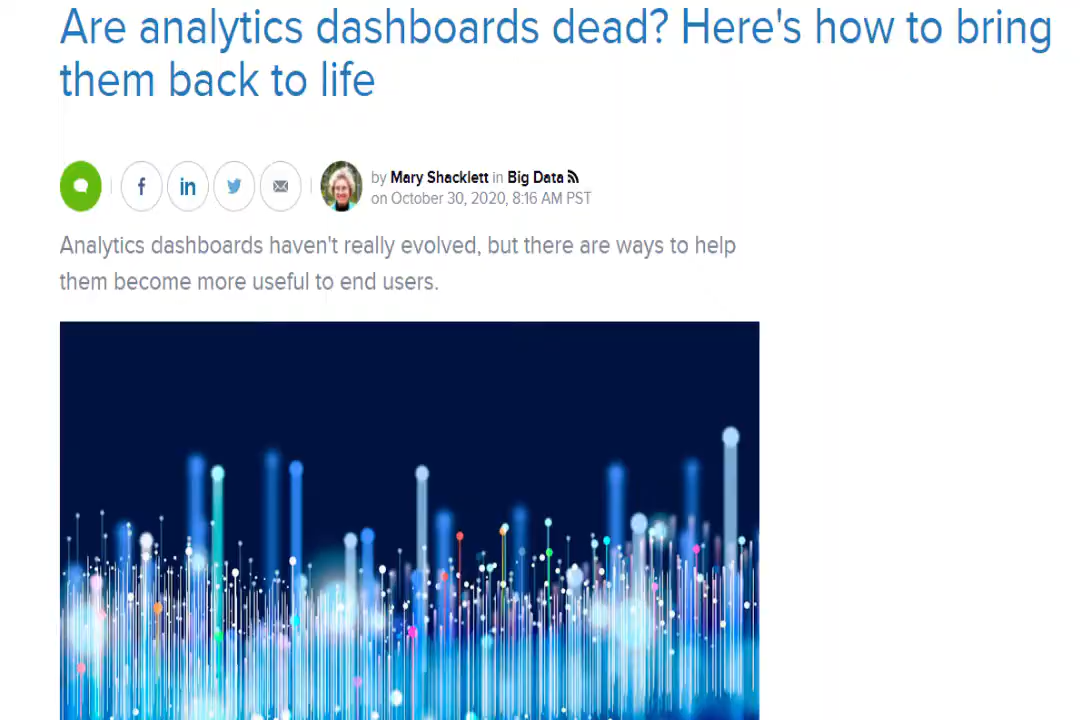 Are analytics dashboards dead? Here's how to bring
them back to life
f in
by Mary Shacklett in Big Data
on October 30, 2020, 8:16 AM PST
Analytics dashboards haven't really evolved, but there are ways to help
them become more useful to end users.